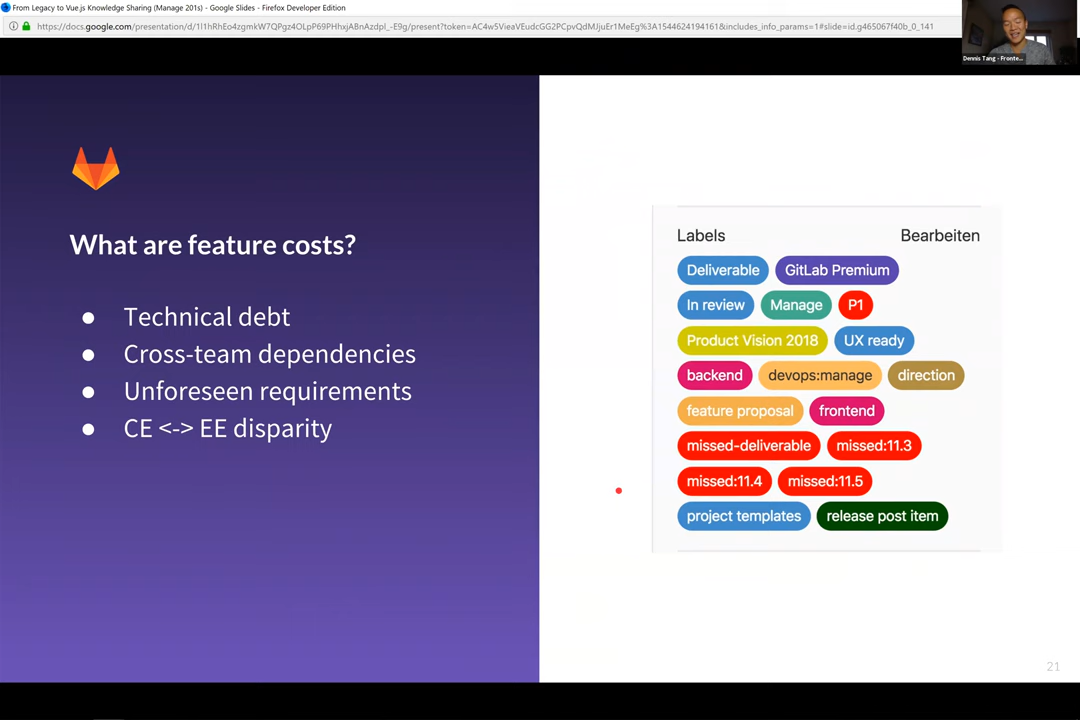 From Legacy to Vue.js Knowledge Sharing (Manage 201s) - Google Slides - Firefox Developer Edition
https://docs.google.com/presentation/d/1l1hRhEo4zgmkW7QPgz4OLpP69PHhxjABnAzdpl_-E9g/present?token=AC4w5VieaVEudcGG2PCpvQdMJjuEr1MeEg%3A1544624194161&includes_info_params=1#slide=id.g465067f40b_0_141
Dennis Tang - Fronte...
What are feature costs?
● Technical debt
● Cross-team dependencies
● Unforeseen requirements
● CE <-> EE disparity
Labels Bearbeiten
Deliverable GitLab Premium
In review Manage P1
Product Vision 2018 UX ready
backend devops:manage direction
feature proposal frontend
missed-deliverable missed:11.3
missed:11.4 missed:11.5
project templates release post item
21